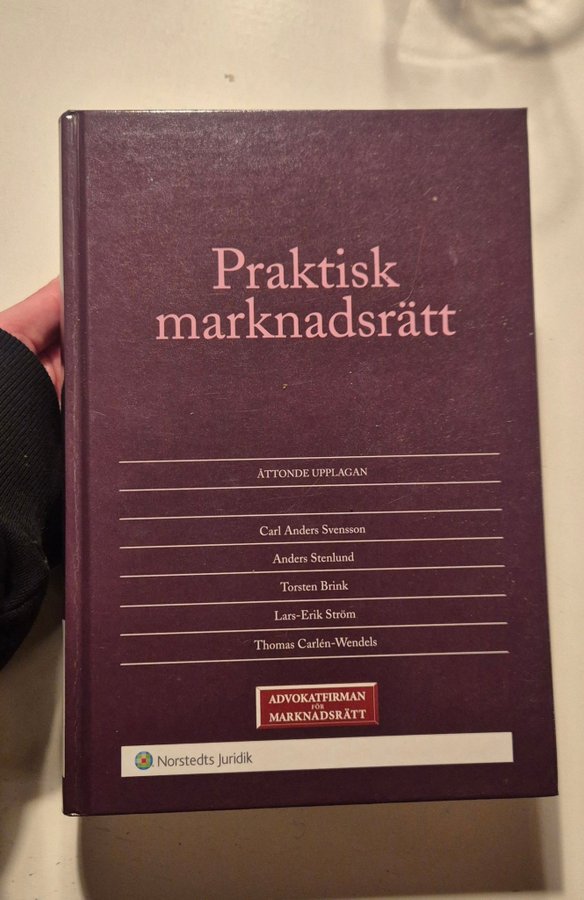 Praktisk
marknadsrätt
ÅTTONDE UPPLAGAN
Carl Anders Svensson
Anders Stenlund
Torsten Brink
Lars-Erik Ström
Thomas Carlén-Wendels
ADVOKATFIRMAN
FÖR
MARKNADSRÄTT
Norstedts Juridik